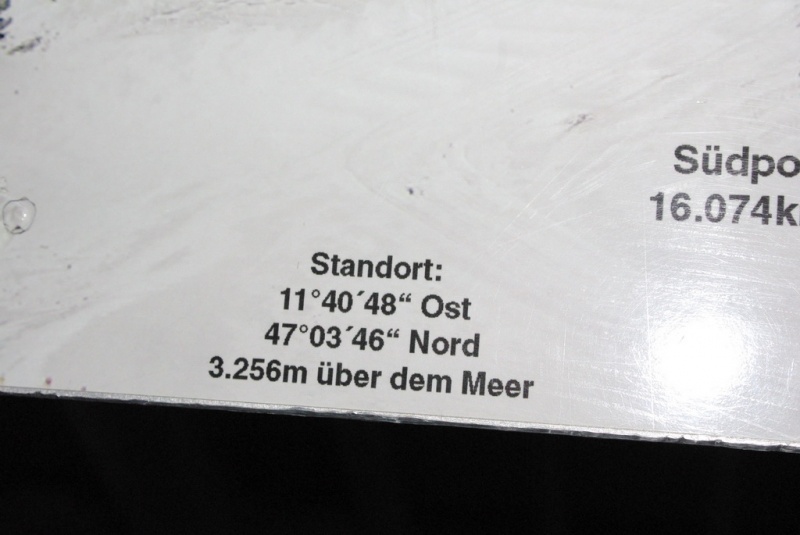 Südpo
16.074k
Standort:
11°40´48“ Ost
47°03´46“ Nord
3.256m über dem Meer